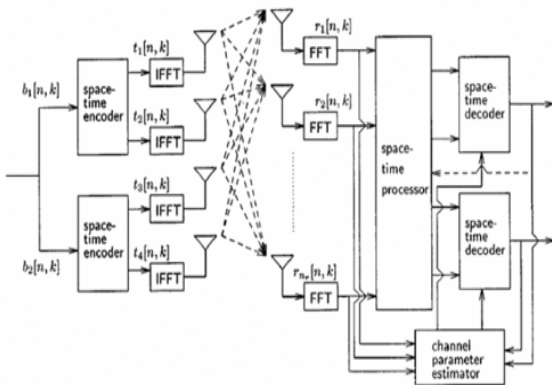 b₁[n, k]
space-
time
encoder
t₁[n, k]
IFFT
t₂[n, k]
IFFT
b₂[n, k]
space-
time
encoder
t₃[n, k]
IFFT
t₄[n, k]
IFFT
r₁[n, k]
FFT
r₂[n, k]
FFT
rₙᵣ[n, k]
FFT
space-
time
processor
space-
time
decoder
space-
time
decoder
channel
parameter
estimator